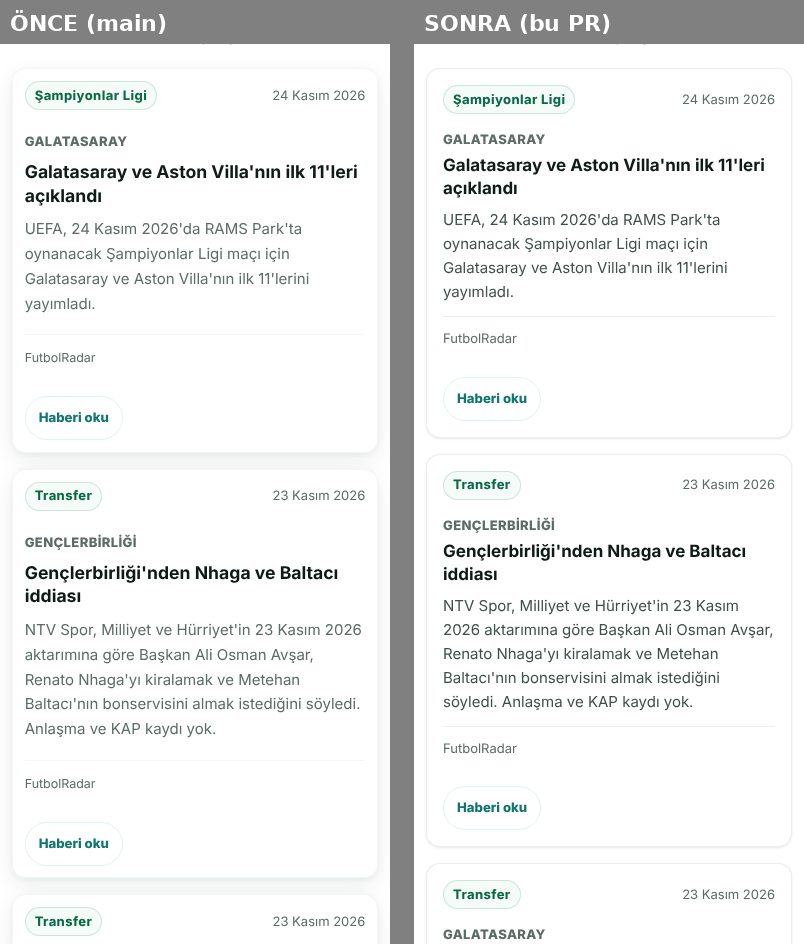 ÖNCE (main)
Şampiyonlar Ligi
24 Kasım 2026
GALATASARAY
Galatasaray ve Aston Villa'nın ilk 11'leri
açıklandı
UEFA, 24 Kasım 2026'da RAMS Park'ta
oynanacak Şampiyonlar Ligi maçı için
Galatasaray ve Aston Villa'nın ilk 11'lerini
yayımladı.
FutbolRadar
Haberi oku
Transfer
23 Kasım 2026
GENÇLERBİRLİĞİ
Gençlerbirliği'nden Nhaga ve Baltacı
iddiası
NTV Spor, Milliyet ve Hürriyet'in 23 Kasım 2026
aktarımına göre Başkan Ali Osman Avşar,
Renato Nhaga'yı kiralamak ve Metehan
Baltacı'nın bonservisini almak istediğini söyledi.
Anlaşma ve KAP kaydı yok.
FutbolRadar
Haberi oku
Transfer
23 Kasım 2026
SONRA (bu PR)
Şampiyonlar Ligi
24 Kasım 2026
GALATASARAY
Galatasaray ve Aston Villa'nın ilk 11'leri
açıklandı
UEFA, 24 Kasım 2026'da RAMS Park'ta
oynanacak Şampiyonlar Ligi maçı için
Galatasaray ve Aston Villa'nın ilk 11'lerini
yayımladı.
FutbolRadar
Haberi oku
Transfer
23 Kasım 2026
GENÇLERBİRLİĞİ
Gençlerbirliği'nden Nhaga ve Baltacı
iddiası
NTV Spor, Milliyet ve Hürriyet'in 23 Kasım
2026 aktarımına göre Başkan Ali Osman Avşar,
Renato Nhaga'yı kiralamak ve Metehan
Baltacı'nın bonservisini almak istediğini
söyledi. Anlaşma ve KAP kaydı yok.
FutbolRadar
Haberi oku
Transfer
23 Kasım 2026
GALATASARAY